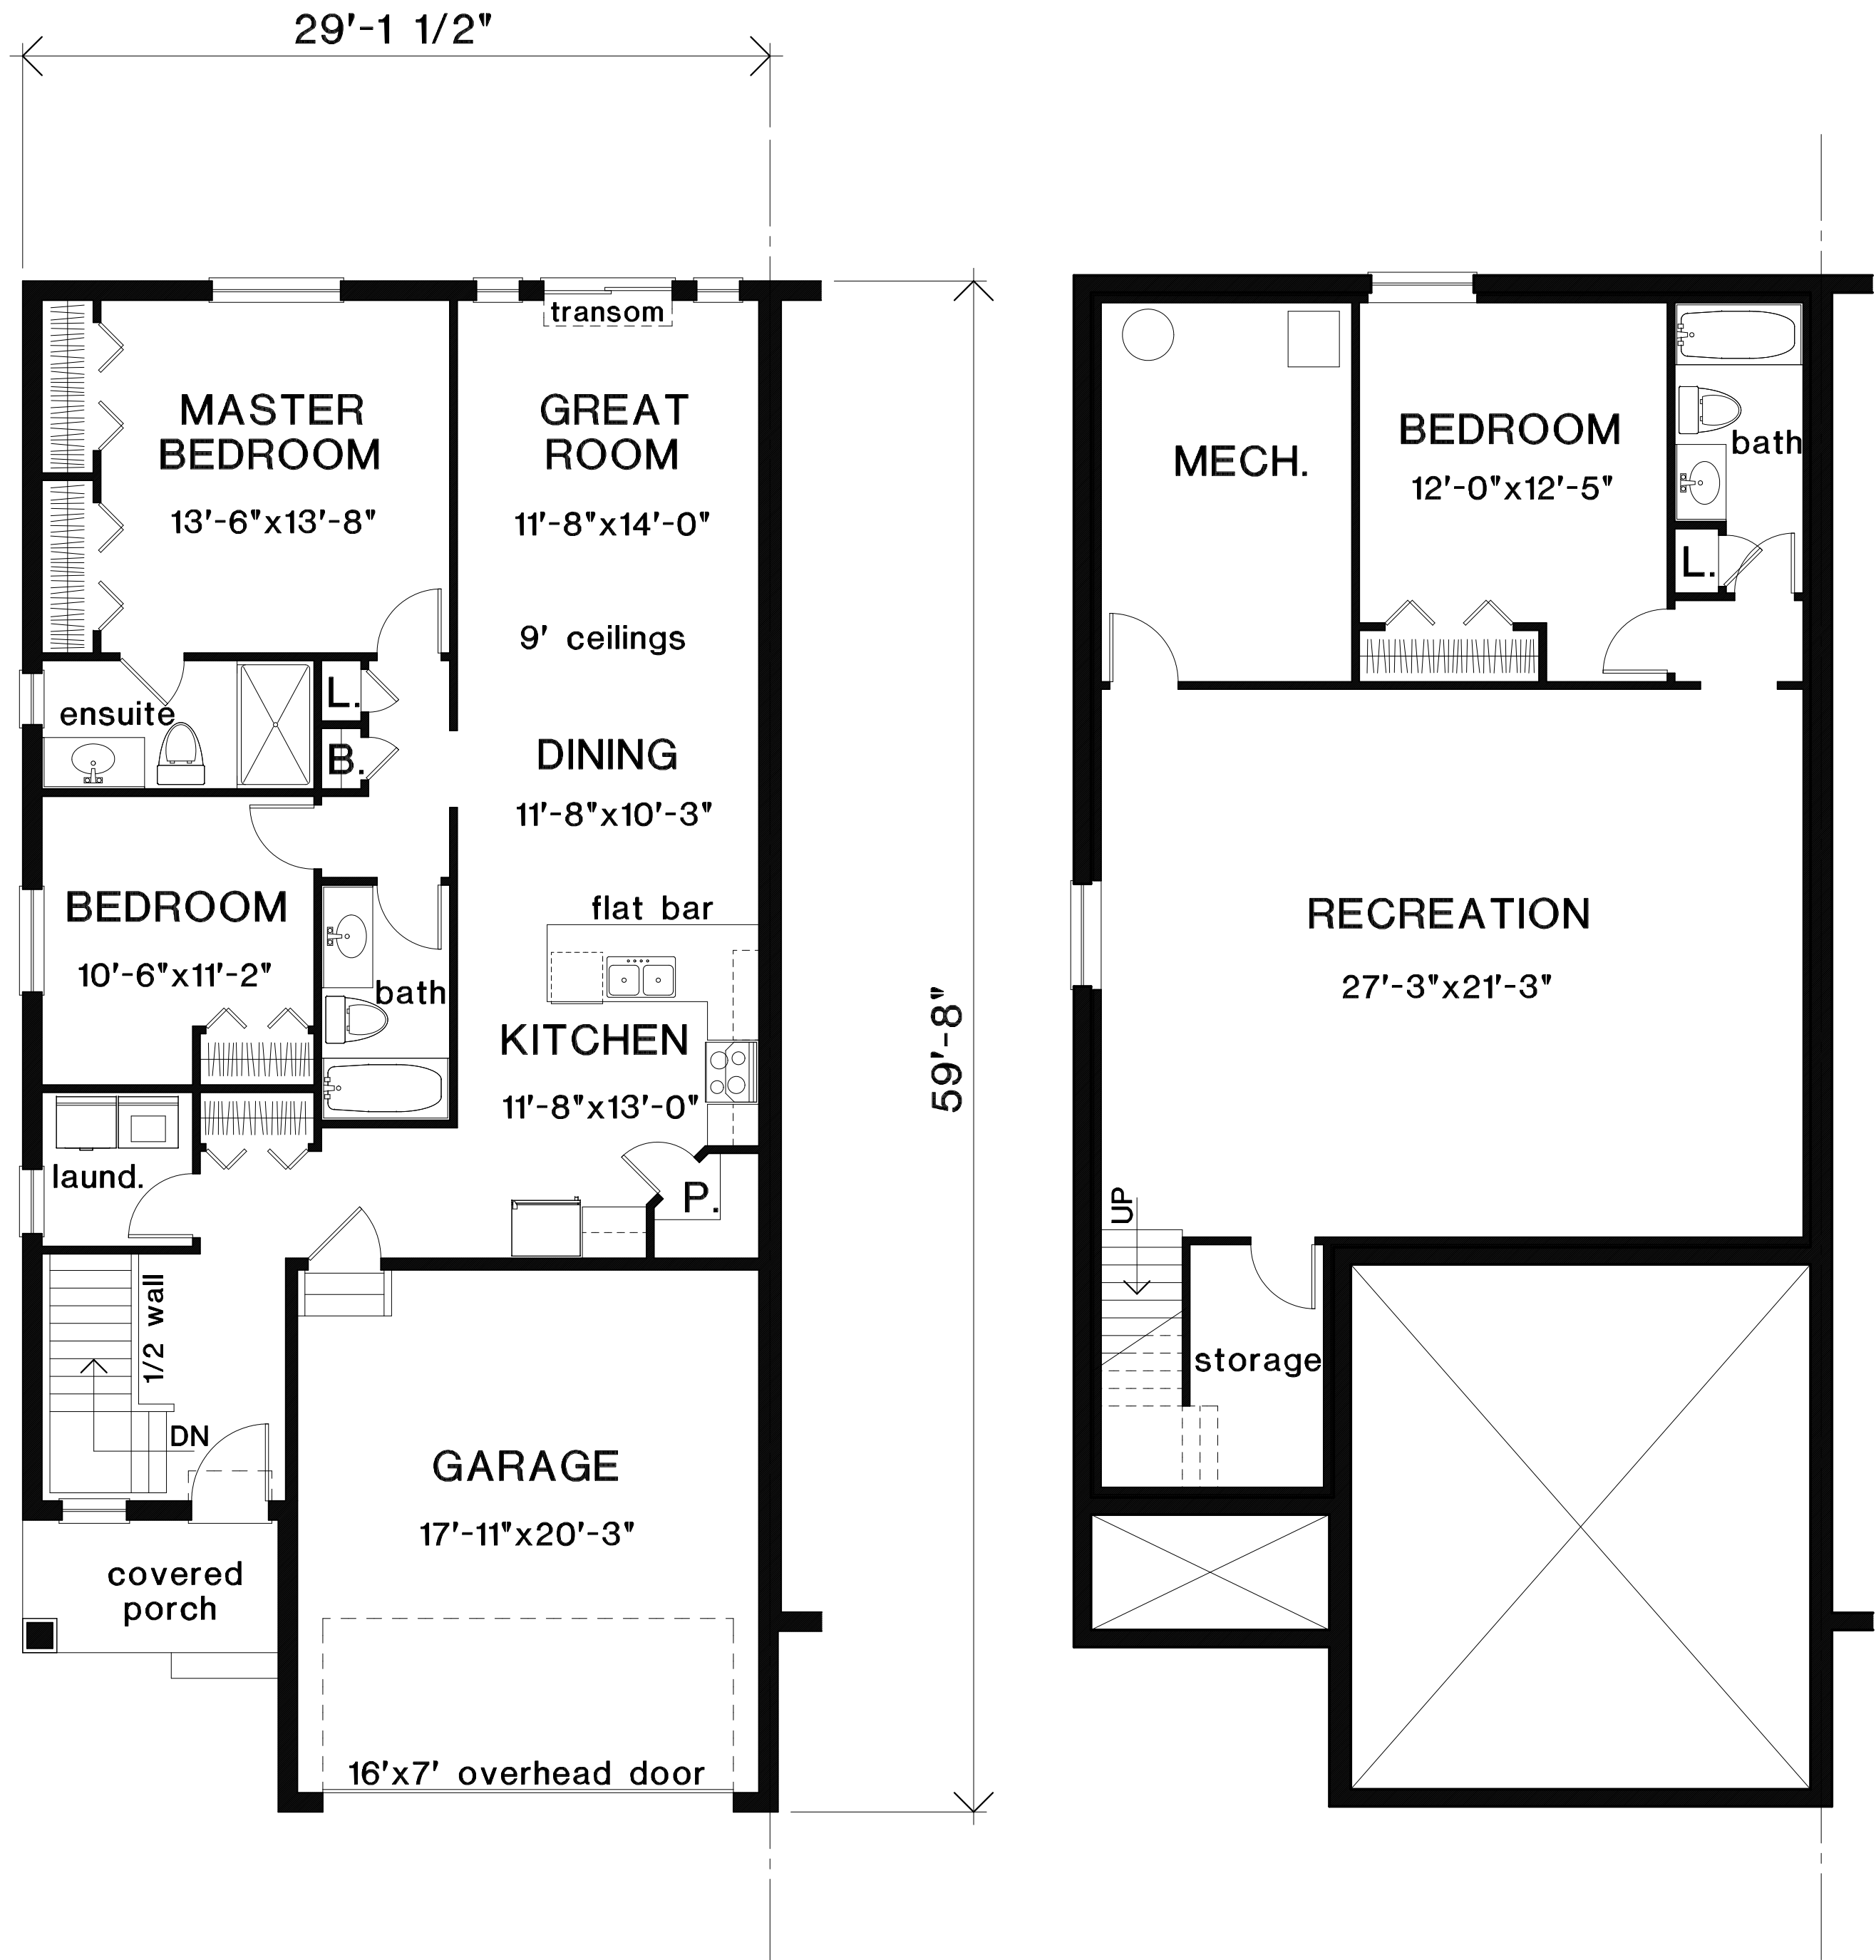 29'-1 1/2"
transom
MASTER
BEDROOM
13'-6"x13'-8"
GREAT
ROOM
11'-8"x14'-0"
9' ceilings
L.
ensuite
B.
DINING
11'-8"x10'-3"
BEDROOM
10'-6"x11'-2"
flat bar
bath
KITCHEN
11'-8"x13'-0"
laund.
P.
1/2 wall
DN
GARAGE
17'-11"x20'-3"
covered
porch
16'x7' overhead door
59'-8"
MECH.
BEDROOM
12'-0"x12'-5"
bath
L.
RECREATION
27'-3"x21'-3"
UP
storage